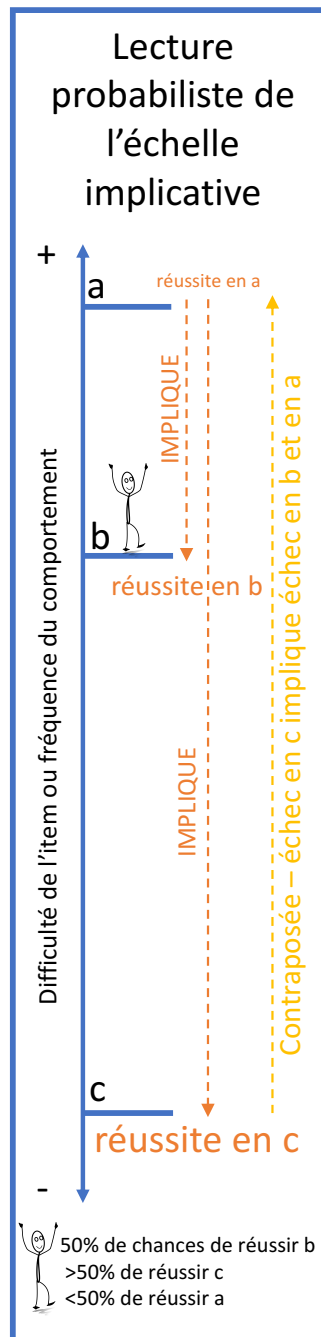 Lecture
probabiliste de
l’échelle
implicative
+
a
réussite en a
IMPLIQUE
b
réussite en b
Difficulté de l’item ou fréquence du comportement
IMPLIQUE
Contraposée – échec en c implique échec en b et en a
c
réussite en c
-
50% de chances de réussir b
>50% de réussir c
<50% de réussir a